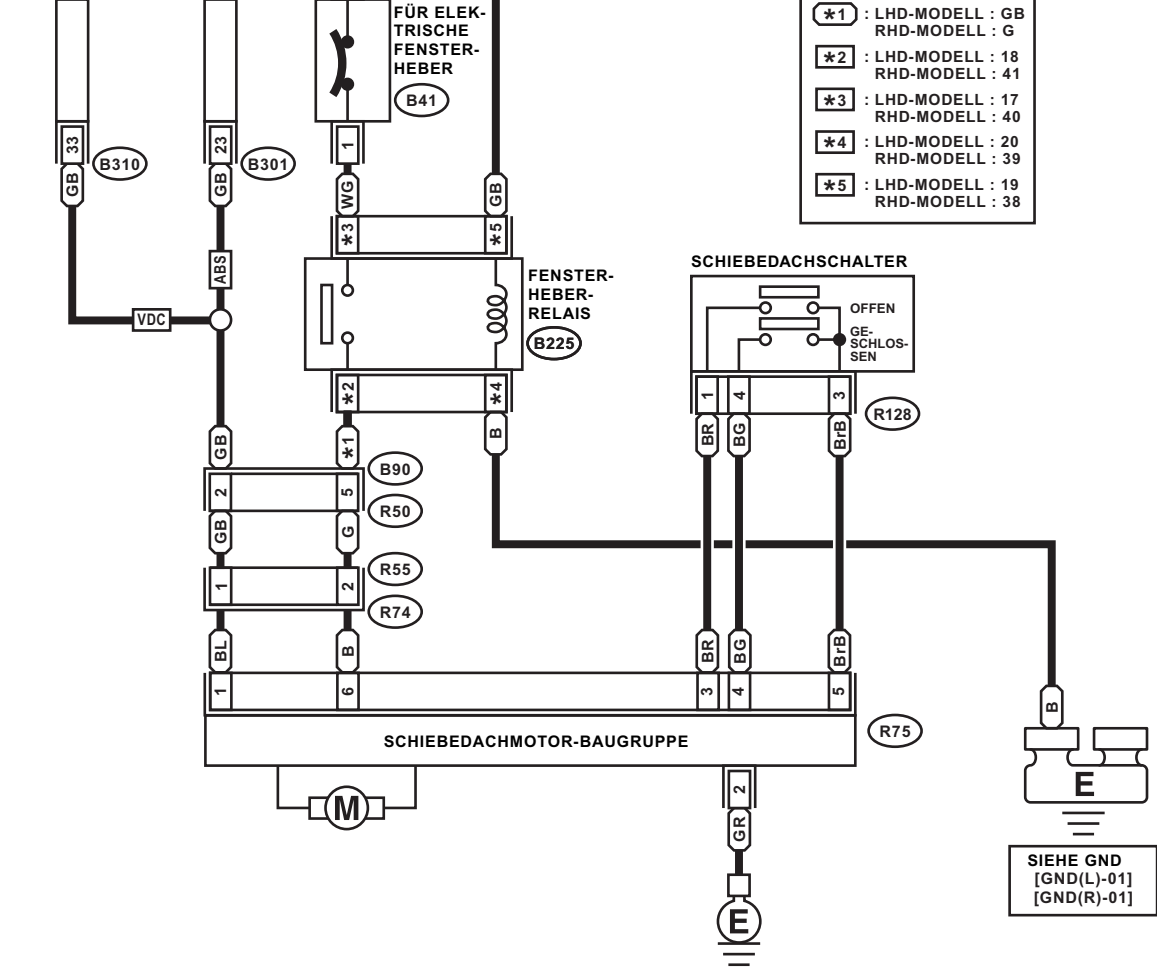 FÜR ELEK-
TRISCHE
FENSTER-
HEBER
B41
*1 : LHD-MODELL : GB
RHD-MODELL : G
*2 : LHD-MODELL : 18
RHD-MODELL : 41
*3 : LHD-MODELL : 17
RHD-MODELL : 40
*4 : LHD-MODELL : 20
RHD-MODELL : 39
*5 : LHD-MODELL : 19
RHD-MODELL : 38
33
B310
23
B301
1
GB
GB
WG
GB
*3
*5
ABS
VDC
FENSTER-
HEBER-
RELAIS
B225
SCHIEBEDACHSCHALTER
OFFEN
GE-
SCHLOS-
SEN
*2
*4
1
4
3
R128
GB
*1
B
BR
BG
BrB
B90
2
5
R50
GB
G
R55
1
2
R74
BL
B
BR
BG
BrB
1
6
3
4
5
SCHIEBEDACHMOTOR-BAUGRUPPE
R75
M
2
GR
E
B
E
SIEHE GND
[GND(L)-01]
[GND(R)-01]